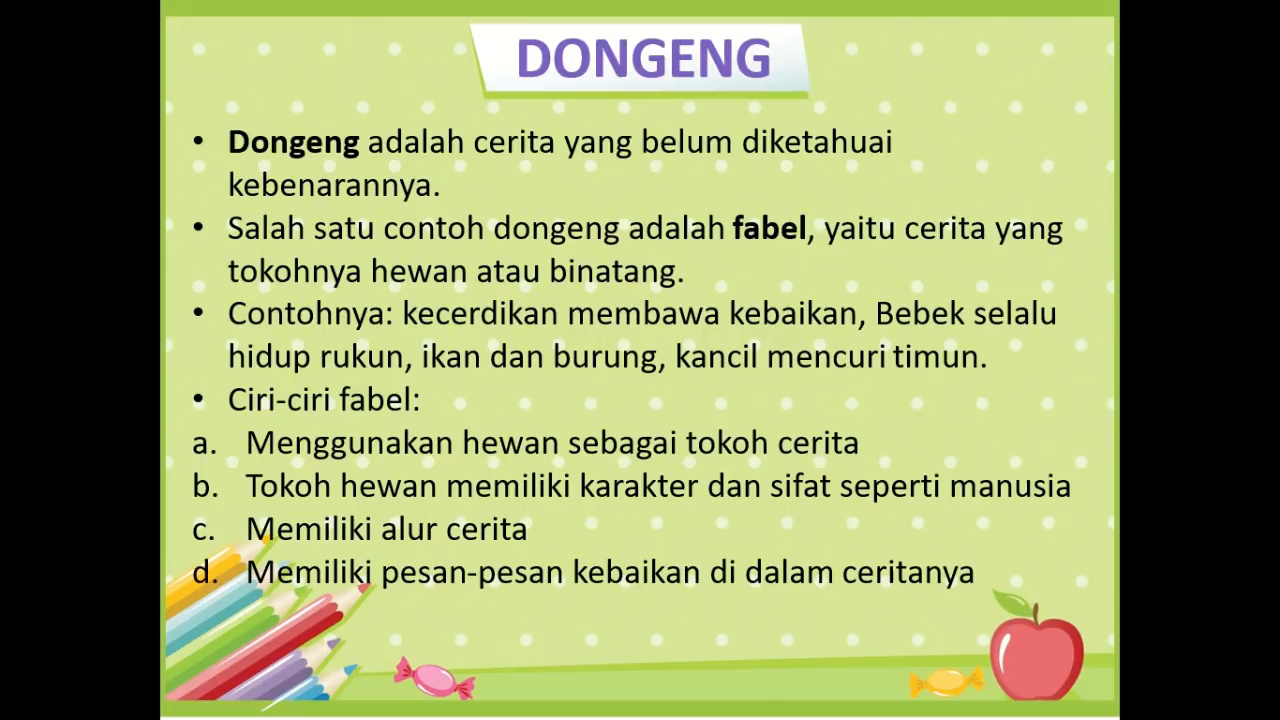 DONGENG
• Dongeng adalah cerita yang belum diketahuai
kebenarannya.
• Salah satu contoh dongeng adalah fabel, yaitu cerita yang
tokohnya hewan atau binatang.
• Contohnya: kecerdikan membawa kebaikan, Bebek selalu
hidup rukun, ikan dan burung, kancil mencuri timun.
• Ciri-ciri fabel:
a. Menggunakan hewan sebagai tokoh cerita
b. Tokoh hewan memiliki karakter dan sifat seperti manusia
c. Memiliki alur cerita
d. Memiliki pesan-pesan kebaikan di dalam ceritanya